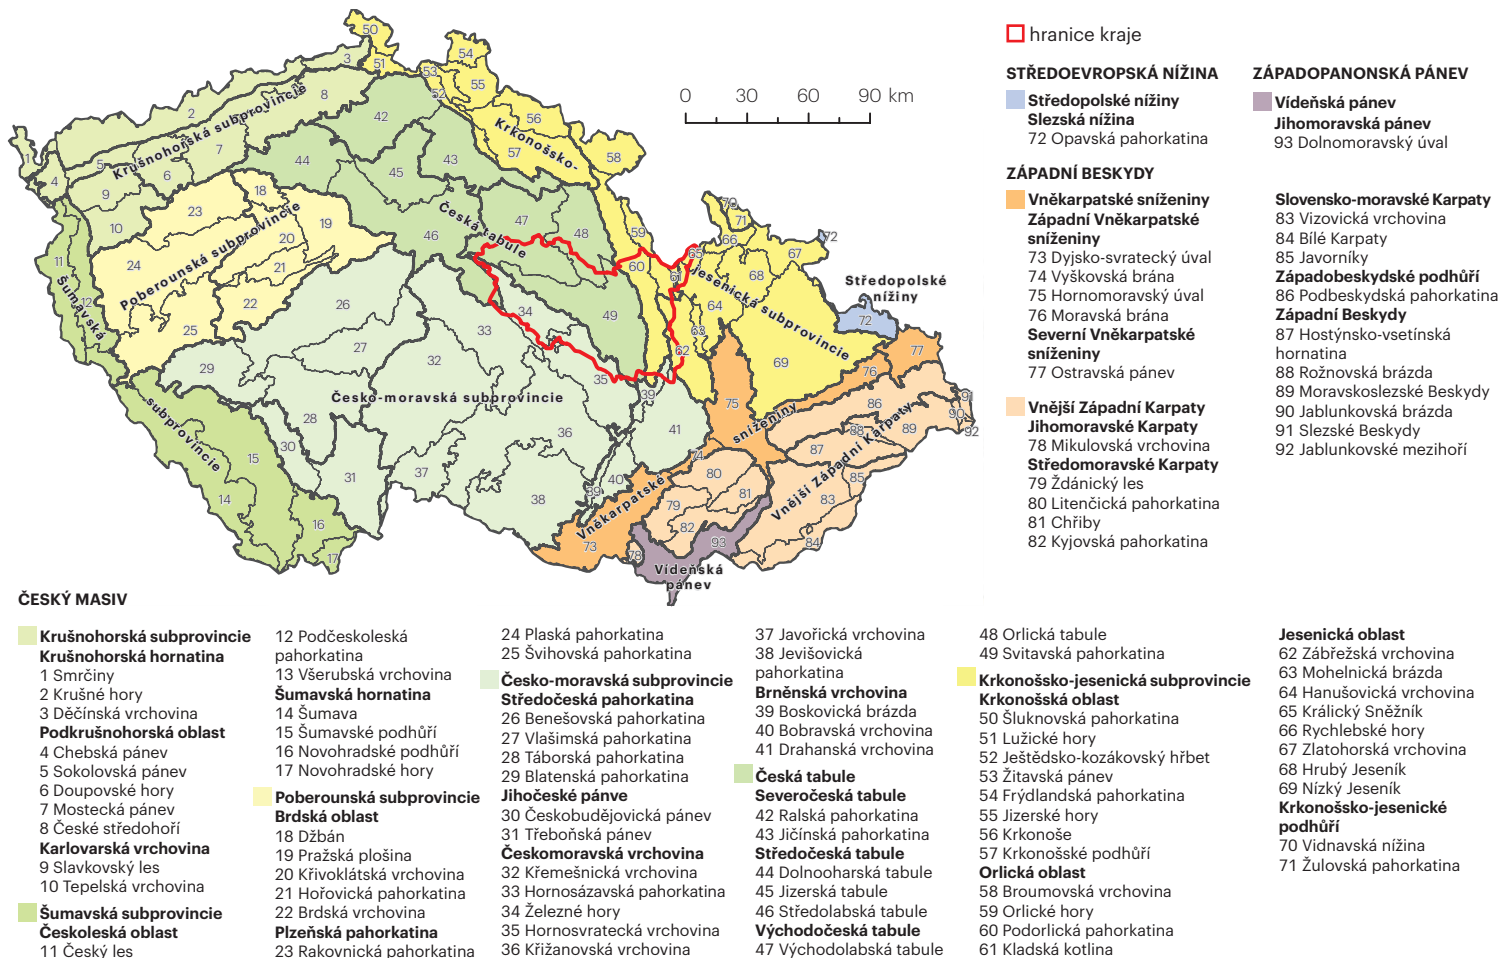 hranice kraje
0 30 60 90 km
STŘEDOEVROPSKÁ NÍŽINA
Středopolské nížiny
Slezská nížina
72 Opavská pahorkatina
ZÁPADNÍ BESKYDY
Vněkarpatské sníženiny
Západní Vněkarpatské
sníženiny
73 Dyjsko-svratecký úval
74 Vyškovská brána
75 Hornomoravský úval
76 Moravská brána
Severní Vněkarpatské
sníženiny
77 Ostravská pánev
Vnější Západní Karpaty
Jihomoravské Karpaty
78 Mikulovská vrchovina
Středomoravské Karpaty
79 Ždánický les
80 Litenčická pahorkatina
81 Chřiby
82 Kyjovská pahorkatina
ZÁPADOPANONSKÁ PÁNEV
Vídeňská pánev
Jihomoravská pánev
93 Dolnomoravský úval
Slovensko-moravské Karpaty
83 Vizovická vrchovina
84 Bílé Karpaty
85 Javorníky
Západobeskydské podhůří
86 Podbeskydská pahorkatina
Západní Beskydy
87 Hostýnsko-vsetínská
hornatina
88 Rožnovská brázda
89 Moravskoslezské Beskydy
90 Jablunkovská brázda
91 Slezské Beskydy
92 Jablunkovské mezihoří
Krušnohorská subprovincie
Krkonošsko-
jesenická subprovincie
Česká tabule
Poberounská subprovincie
Šumavská
subprovincie
Česko-moravská subprovincie
Středopolské
nížiny
Vněkarpatské
sníženiny
Vnější Západní Karpaty
Vídeňská
pánev
ČESKÝ MASIV
Krušnohorská subprovincie
Krušnohorská hornatina
1 Smrčiny
2 Krušné hory
3 Děčínská vrchovina
Podkrušnohorská oblast
4 Chebská pánev
5 Sokolovská pánev
6 Doupovské hory
7 Mostecká pánev
8 České středohoří
Karlovarská vrchovina
9 Slavkovský les
10 Tepelská vrchovina
Šumavská subprovincie
Českoleská oblast
11 Český les
12 Podčeskoleská
pahorkatina
13 Všerubská vrchovina
Šumavská hornatina
14 Šumava
15 Šumavské podhůří
16 Novohradské podhůří
17 Novohradské hory
Poberounská subprovincie
Brdská oblast
18 Džbán
19 Pražská plošina
20 Křivoklátská vrchovina
21 Hořovická pahorkatina
22 Brdská vrchovina
Plzeňská pahorkatina
23 Rakovnická pahorkatina
24 Plaská pahorkatina
25 Švihovská pahorkatina
Česko-moravská subprovincie
Středočeská pahorkatina
26 Benešovská pahorkatina
27 Vlašimská pahorkatina
28 Táborská pahorkatina
29 Blatenská pahorkatina
Jihočeské pánve
30 Českobudějovická pánev
31 Třeboňská pánev
Českomoravská vrchovina
32 Křemešnická vrchovina
33 Hornosázavská pahorkatina
34 Železné hory
35 Hornosvratecká vrchovina
36 Křižanovská vrchovina
37 Javořická vrchovina
38 Jevišovická
pahorkatina
Brněnská vrchovina
39 Boskovická brázda
40 Bobravská vrchovina
41 Drahanská vrchovina
Česká tabule
Severočeská tabule
42 Ralská pahorkatina
43 Jičínská pahorkatina
Středočeská tabule
44 Dolnooharská tabule
45 Jizerská tabule
46 Středolabská tabule
Východočeská tabule
47 Východolabská tabule
48 Orlická tabule
49 Svitavská pahorkatina
Krkonošsko-jesenická subprovincie
Krkonošská oblast
50 Šluknovská pahorkatina
51 Lužické hory
52 Ještědsko-kozákovský hřbet
53 Žitavská pánev
54 Frýdlandská pahorkatina
55 Jizerské hory
56 Krkonoše
57 Krkonošské podhůří
Orlická oblast
58 Broumovská vrchovina
59 Orlické hory
60 Podorlická pahorkatina
61 Kladská kotlina
Jesenická oblast
62 Zábřežská vrchovina
63 Mohelnická brázda
64 Hanušovická vrchovina
65 Králický Sněžník
66 Rychlebské hory
67 Zlatohorská vrchovina
68 Hrubý Jeseník
69 Nízký Jeseník
Krkonošsko-jesenické
podhůří
70 Vidnavská nížina
71 Žulovská pahorkatina